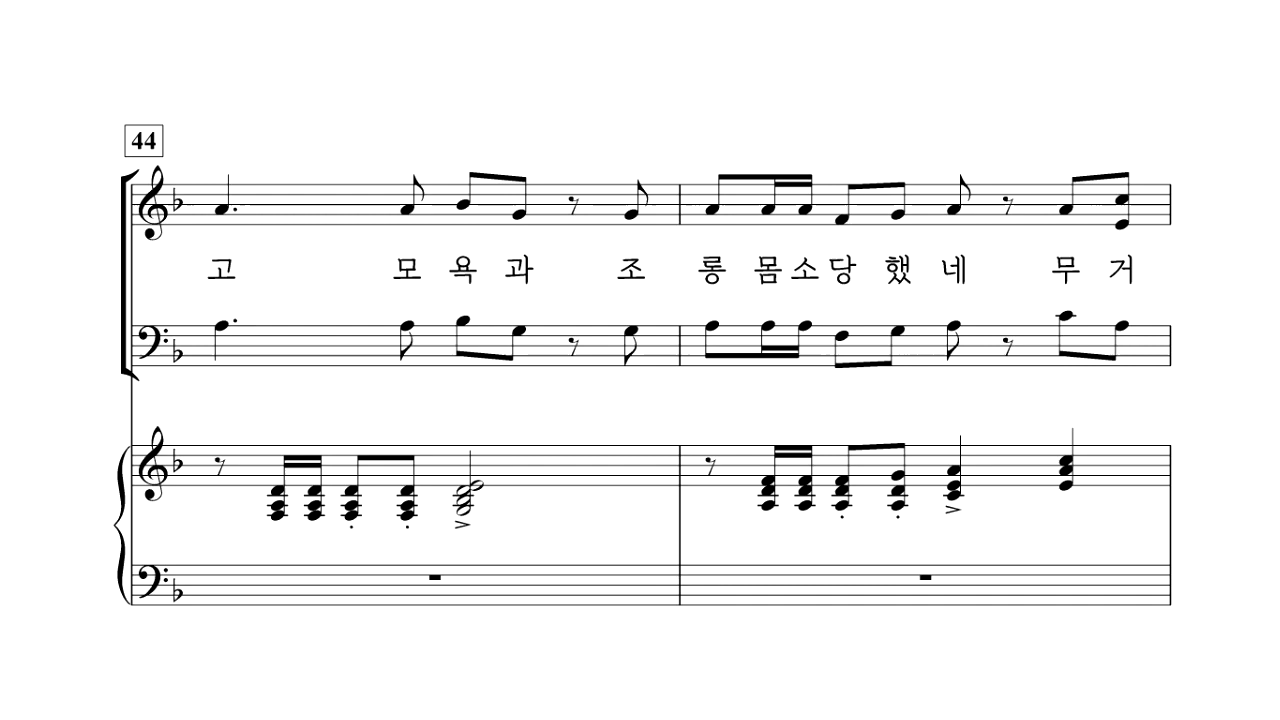 44
고 모 욕 과 조 롱 몸 소 당 했 네 무 거